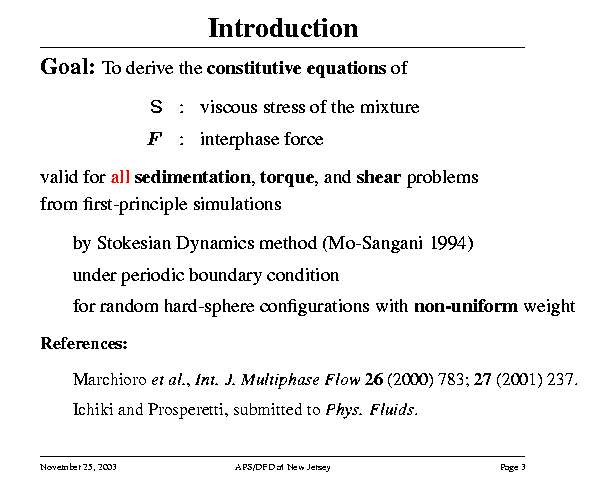 Introduction
Goal: To derive the constitutive equations of
S : viscous stress of the mixture
F : interphase force
valid for all sedimentation, torque, and shear problems
from first-principle simulations
by Stokesian Dynamics method (Mo-Sangani 1994)
under periodic boundary condition
for random hard-sphere configurations with non-uniform weight
References:
Marchioro et al., Int. J. Multiphase Flow 26 (2000) 783; 27 (2001) 237.
Ichiki and Prosperetti, submitted to Phys. Fluids.
November 25, 2003 APS/DFD at New Jersey Page 3